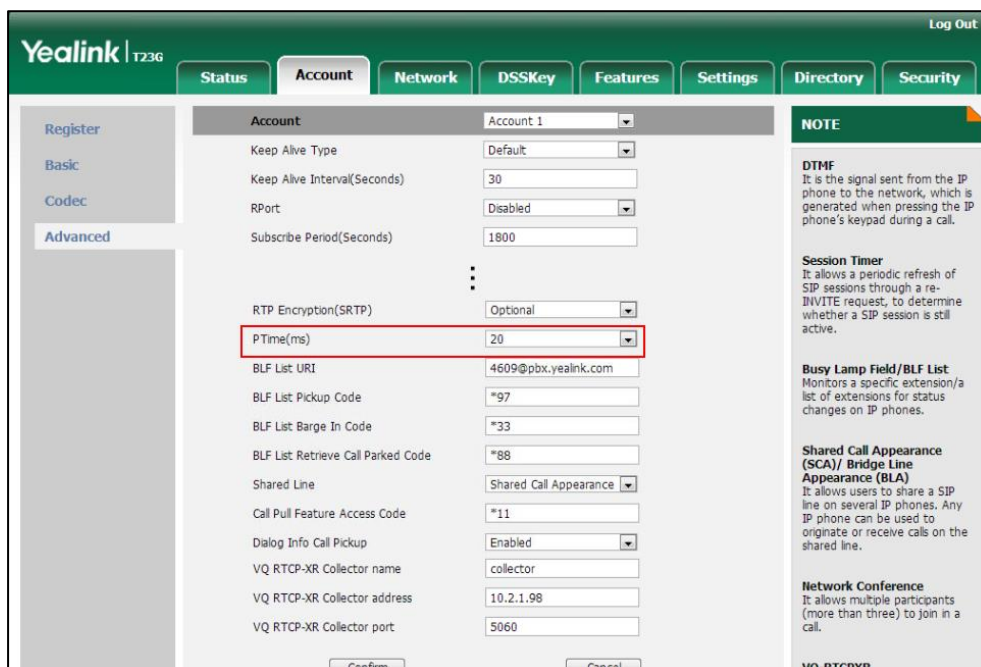 Log Out
Yealink T23G
Status Account Network DSSKey Features Settings Directory Security
Register
Basic
Codec
Advanced
Account Account 1
Keep Alive Type Default
Keep Alive Interval(Seconds) 30
RPort Disabled
Subscribe Period(Seconds) 1800
RTP Encryption(SRTP) Optional
PTime(ms) 20
BLF List URI 4609@pbx.yealink.com
BLF List Pickup Code *97
BLF List Barge In Code *33
BLF List Retrieve Call Parked Code *88
Shared Line Shared Call Appearance
Call Pull Feature Access Code *11
Dialog Info Call Pickup Enabled
VQ RTCP-XR Collector name collector
VQ RTCP-XR Collector address 10.2.1.98
VQ RTCP-XR Collector port 5060
Confirm Cancel
NOTE
DTMF
It is the signal sent from the IP
phone to the network, which is
generated when pressing the IP
phone's keypad during a call.
Session Timer
It allows a periodic refresh of
SIP sessions through a re-
INVITE request, to determine
whether a SIP session is still
active.
Busy Lamp Field/BLF List
Monitors a specific extension/a
list of extensions for status
changes on IP phones.
Shared Call Appearance
(SCA)/ Bridge Line
Appearance (BLA)
It allows users to share a SIP
line on several IP phones. Any
IP phone can be used to
originate or receive calls on the
shared line.
Network Conference
It allows multiple participants
(more than three) to join in a
call.
VQ-RTCPXR